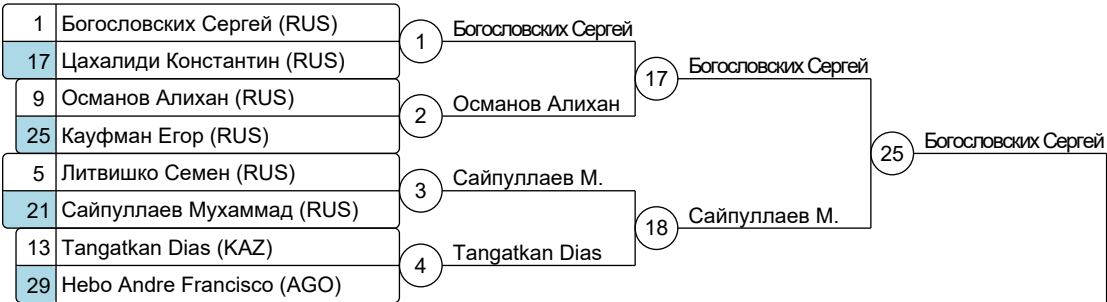 1 Богословских Сергей (RUS)
17 Цахалиди Константин (RUS)
9 Османов Алихан (RUS)
25 Кауфман Егор (RUS)
5 Литвишко Семен (RUS)
21 Сайпуллаев Мухаммад (RUS)
13 Tangatkan Dias (KAZ)
29 Hebo Andre Francisco (AGO)
1 Богословских Сергей
2 Османов Алихан
3 Сайпуллаев М.
4 Tangatkan Dias
17 Богословских Сергей
18 Сайпуллаев М.
25 Богословских Сергей